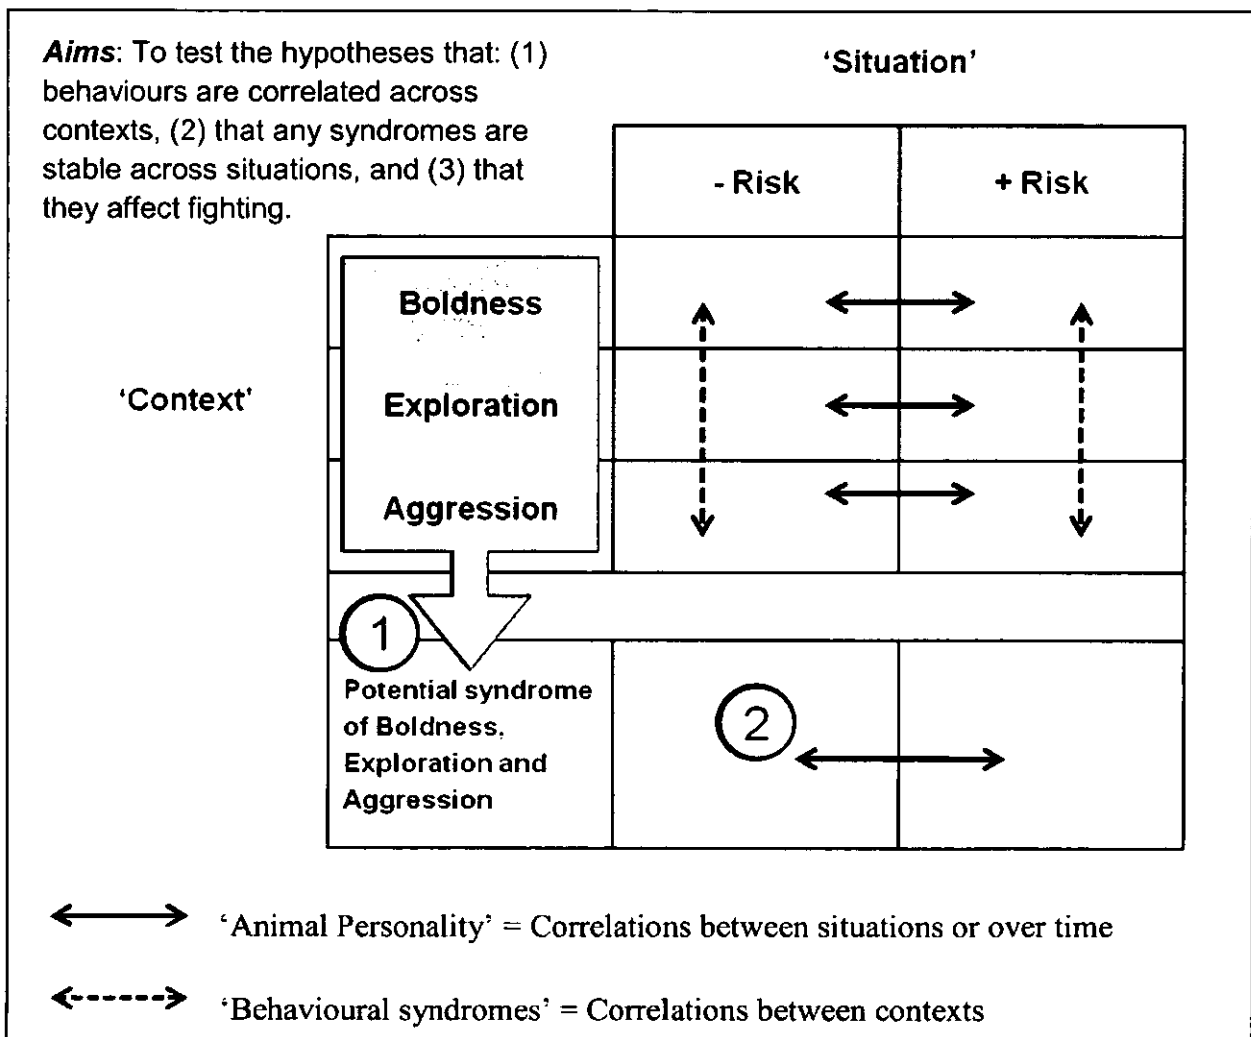 Aims: To test the hypotheses that: (1)
behaviours are correlated across
contexts, (2) that any syndromes are
stable across situations, and (3) that
they affect fighting.
‘Situation’
- Risk
+ Risk
‘Context’
Boldness
Exploration
Aggression
1
Potential syndrome
of Boldness,
Exploration and
Aggression
2
‘Animal Personality’ = Correlations between situations or over time
‘Behavioural syndromes’ = Correlations between contexts